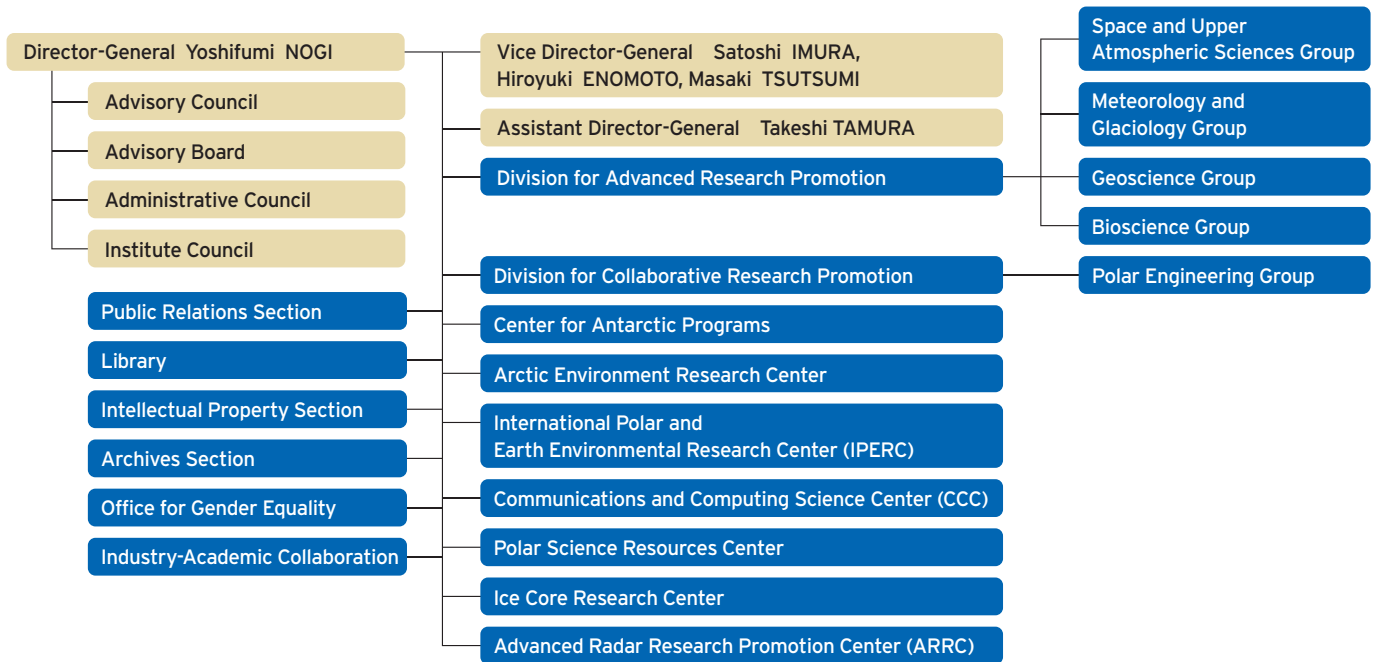 Director-General Yoshifumi NOGI
Advisory Council
Advisory Board
Administrative Council
Institute Council
Public Relations Section
Library
Intellectual Property Section
Archives Section
Office for Gender Equality
Industry-Academic Collaboration
Vice Director-General Satoshi IMURA,
Hiroyuki ENOMOTO, Masaki TSUTSUMI
Assistant Director-General Takeshi TAMURA
Division for Advanced Research Promotion
Division for Collaborative Research Promotion
Center for Antarctic Programs
Arctic Environment Research Center
International Polar and
Earth Environmental Research Center (IPERC)
Communications and Computing Science Center (CCC)
Polar Science Resources Center
Ice Core Research Center
Advanced Radar Research Promotion Center (ARRC)
Space and Upper
Atmospheric Sciences Group
Meteorology and
Glaciology Group
Geoscience Group
Bioscience Group
Polar Engineering Group